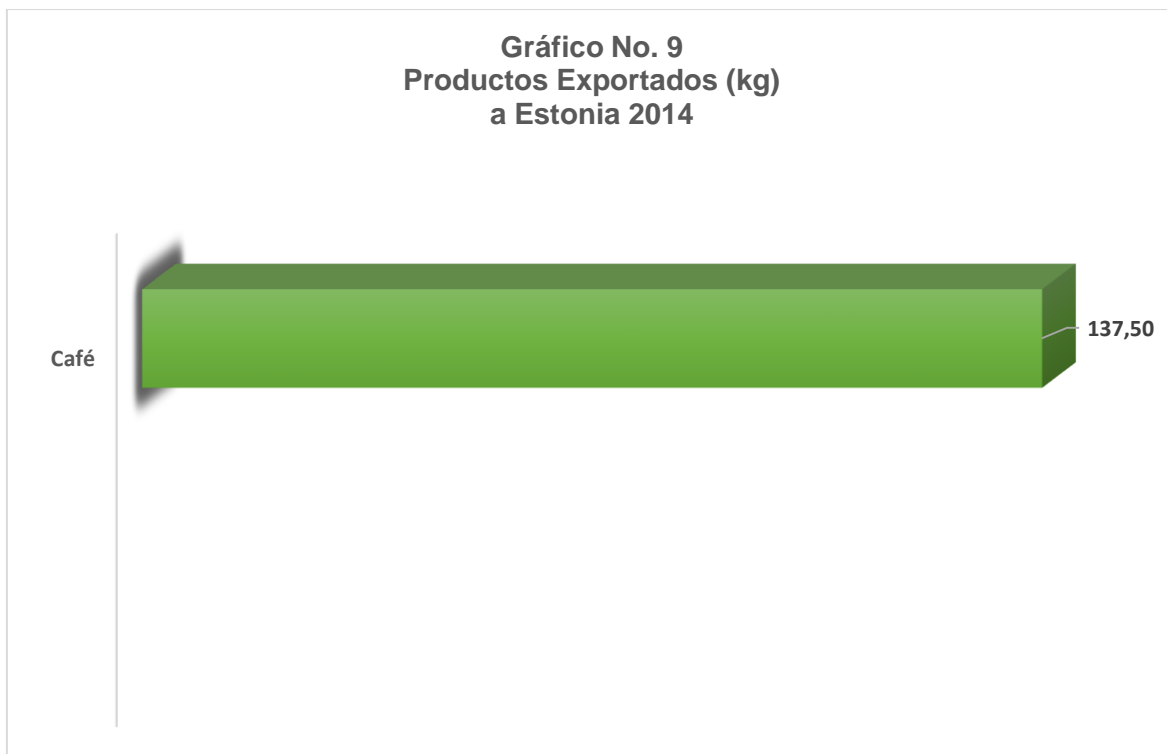 Gráfico No. 9
Productos Exportados (kg)
a Estonia 2014
137,50
Café